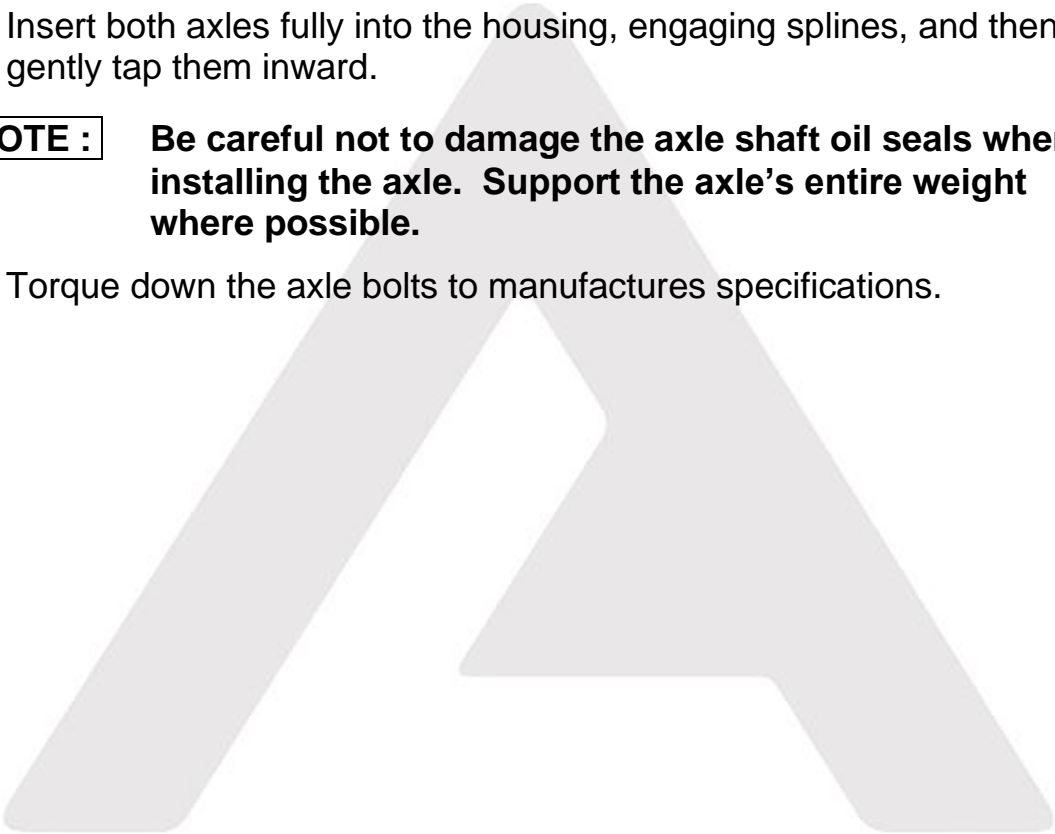 Insert both axles fully into the housing, engaging splines, and then
gently tap them inward.
OTE : Be careful not to damage the axle shaft oil seals when
installing the axle. Support the axle's entire weight
where possible.
Torque down the axle bolts to manufactures specifications.